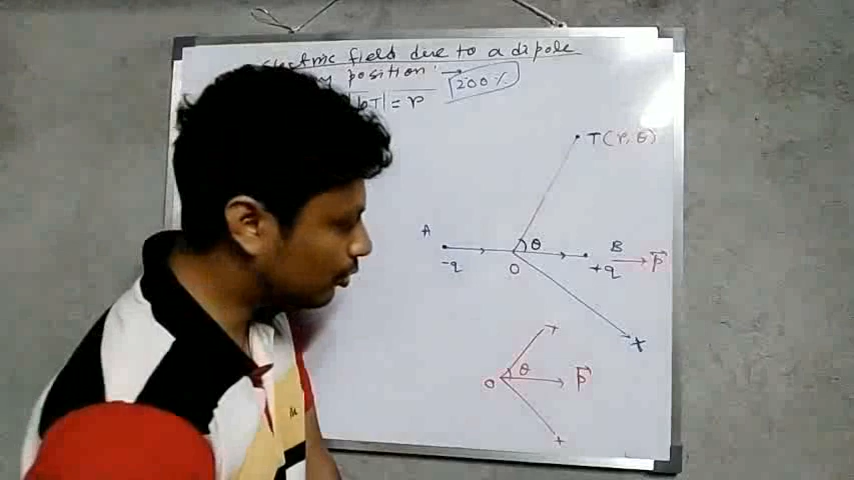 Electric field due to a dipole
position :→
200%
|OT| = r
T(r, θ)
A
θ
B
-q
O
+q
p
T
O
θ
p
x